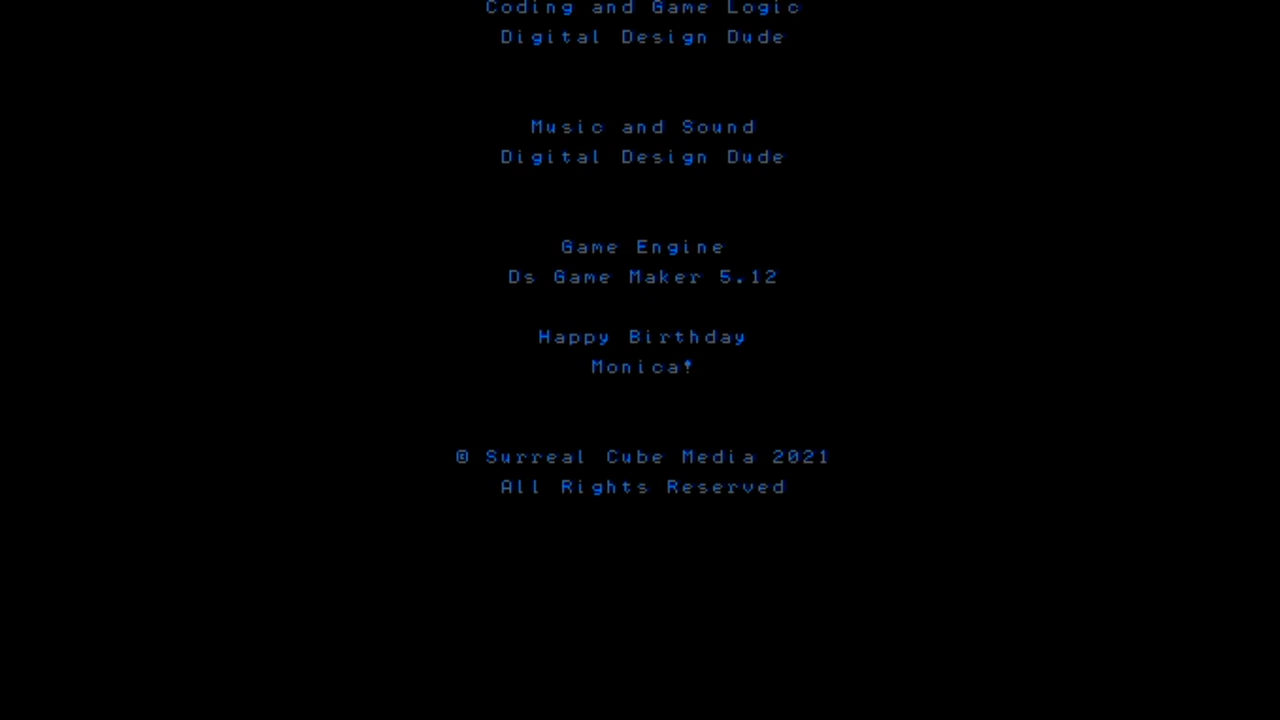 Coding and Game Logic
Digital Design Dude
Music and Sound
Digital Design Dude
Game Engine
Ds Game Maker 5.12
Happy Birthday
Monica!
© Surreal Cube Media 2021
All Rights Reserved